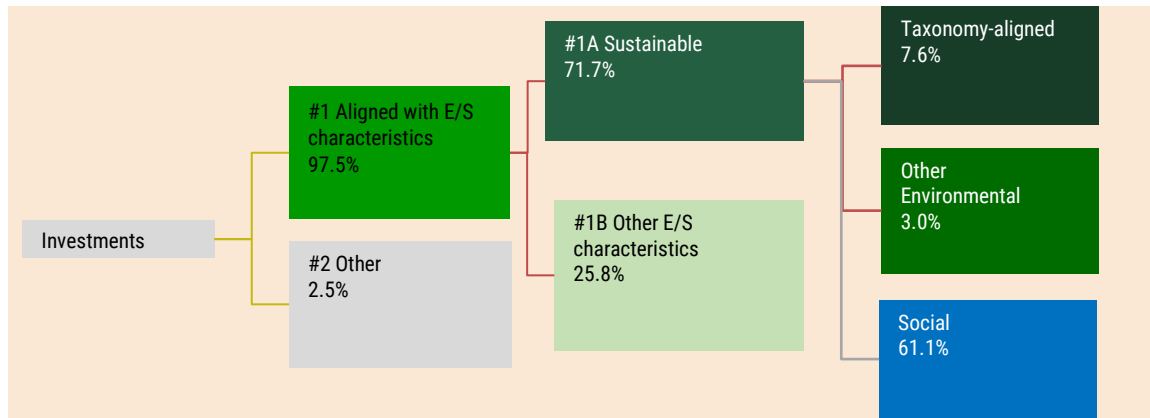 Investments
#1 Aligned with E/S
characteristics
97.5%
#2 Other
2.5%
#1A Sustainable
71.7%
#1B Other E/S
characteristics
25.8%
Taxonomy-aligned
7.6%
Other
Environmental
3.0%
Social
61.1%